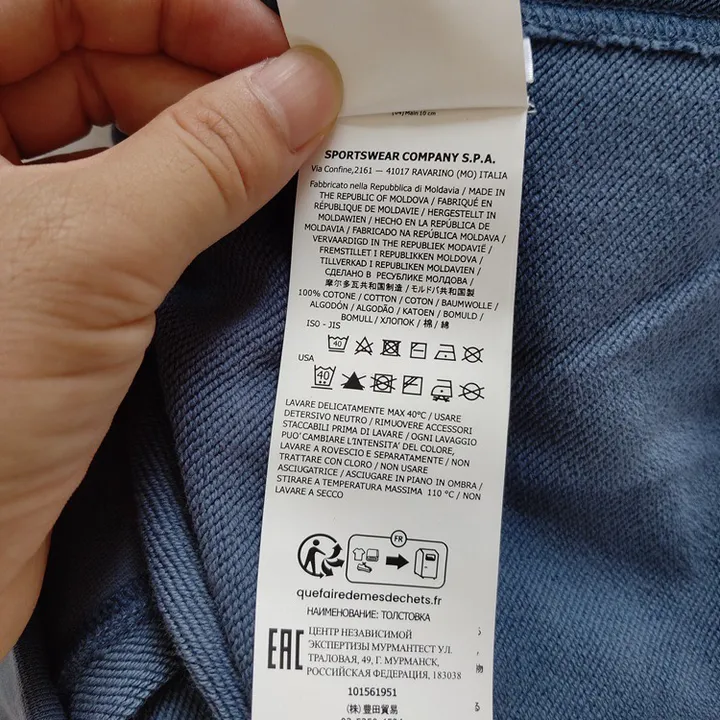 SPORTSWEAR COMPANY S.P.A.
Via Confine,2161 — 41017 RAVARINO (MO) ITALIA
Fabbricato nella Repubblica di Moldavia / MADE IN
THE REPUBLIC OF MOLDOVA / FABRIQUÉ EN
RÉPUBLIQUE DE MOLDAVIE / HERGESTELLT IN
MOLDAWIEN / HECHO EN LA REPÚBLICA DE
MOLDAVIA / FABRICADO NA REPÚBLICA MOLDAVA /
VERVAARDIGD IN THE REPUBLIEK MODAVIË /
FREMSTILLET I REPUBLIKKEN MOLDOVA /
TILLVERKAD I REPUBLIKEN MOLDAVIEN /
СДЕЛАНО В РЕСПУБЛИКЕ МОЛДОВА /
摩尔多瓦共和国制造 / モルドバ共和国製
100% COTONE / COTTON / COTON / BAUMWOLLE /
ALGODÓN / ALGODÃO / KATOEN / BOMULD /
BOMULL / ХЛОПОК / 棉 / 綿
ISO - JIS
40
USA
40
LAVARE DELICATAMENTE MAX 40°C / USARE
DETERSIVO NEUTRO / RIMUOVERE ACCESSORI
STACCABILI PRIMA DI LAVARE / OGNI LAVAGGIO
PUO' CAMBIARE L'INTENSITA' DEL COLORE,
LAVARE A ROVESCIO E SEPARATAMENTE / NON
TRATTARE CON CLORO / NON USARE
ASCIUGATRICE / ASCIUGARE IN PIANO IN OMBRA /
STIRARE A TEMPERATURA MASSIMA 110 °C / NON
LAVARE A SECCO
FR
quefairedemesdechets.fr
НАИМЕНОВАНИЕ: ТОЛСТОВКА
EAC
ЦЕНТР НЕЗАВИСИМОЙ
ЭКСПЕРТИЗЫ МУРМАНТЕСТ УЛ.
ТРАЛОВАЯ, 49, Г. МУРМАНСК,
РОССИЙСКАЯ ФЕДЕРАЦИЯ, 183038
101561951
(株) 豊田貿易